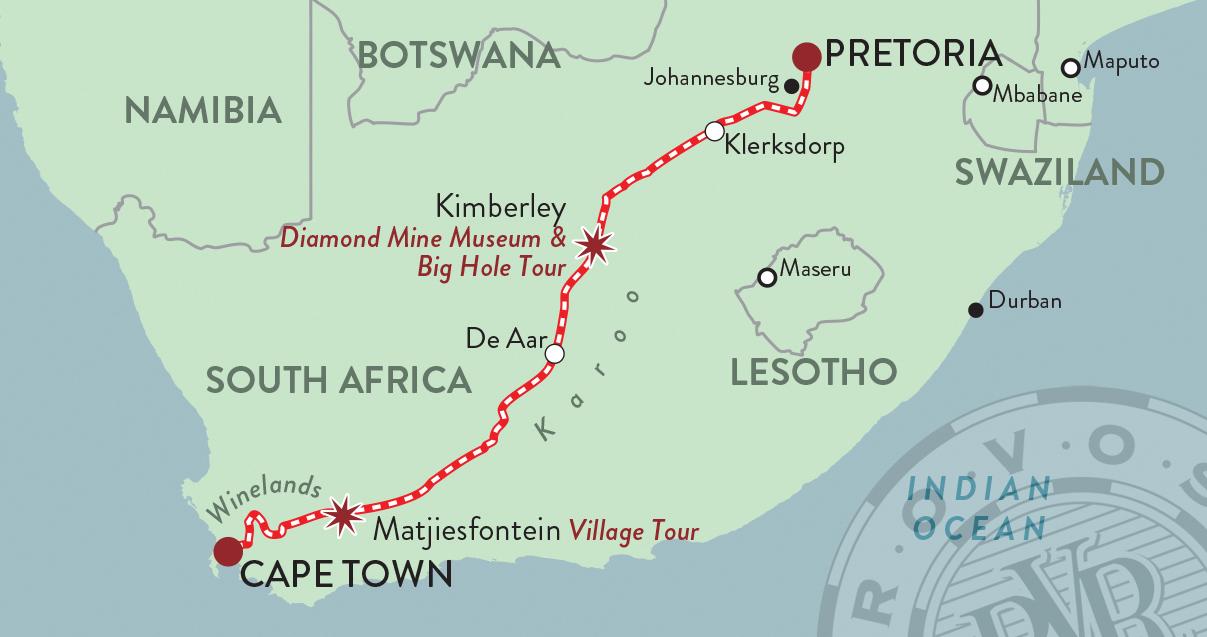 BOTSWANA
PRETORIA
Johannesburg
Maputo
Mbabane
NAMIBIA
Klerksdorp
SWAZILAND
Kimberley
Diamond Mine Museum &
Big Hole Tour
Maseru
Durban
De Aar
Karoo
SOUTH AFRICA
LESOTHO
Winelands
INDIAN
OCEAN
Matjiesfontein Village Tour
CAPE TOWN
R·O·V·O·S
RVR